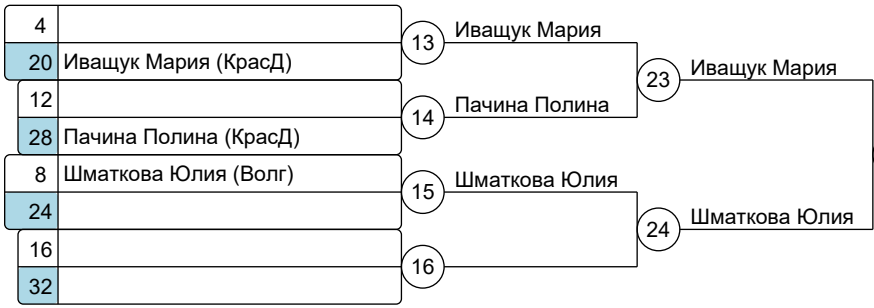 4
20 Иващук Мария (КрасД)
13 Иващук Мария
12
28 Пачина Полина (КрасД)
14 Пачина Полина
23 Иващук Мария
8 Шматкова Юлия (Волг)
24
15 Шматкова Юлия
16
32
16
24 Шматкова Юлия